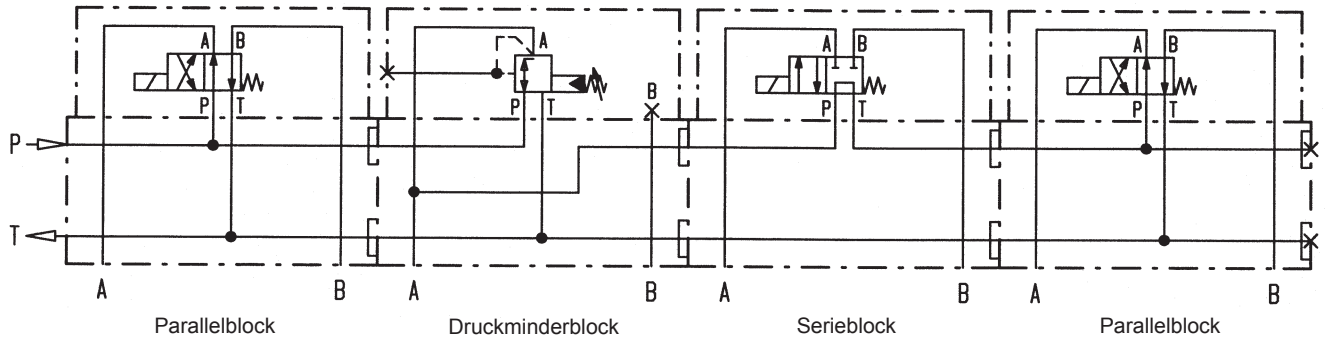 A B
P T
A
P T
B
A B
P T
A B
P T
P
T
A B A B A B A B
Parallelblock Druckminderblock Serieblock Parallelblock